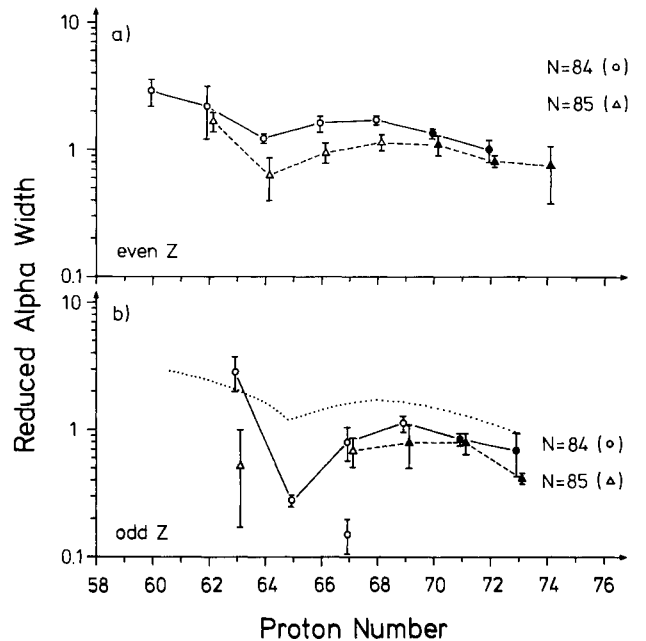 10
a)
N=84 (○)
N=85 (△)
1
even Z
0.1
10
b)
1
N=84 (○)
N=85 (△)
odd Z
0.1
58 60 62 64 66 68 70 72 74 76
Proton Number
Reduced Alpha Width